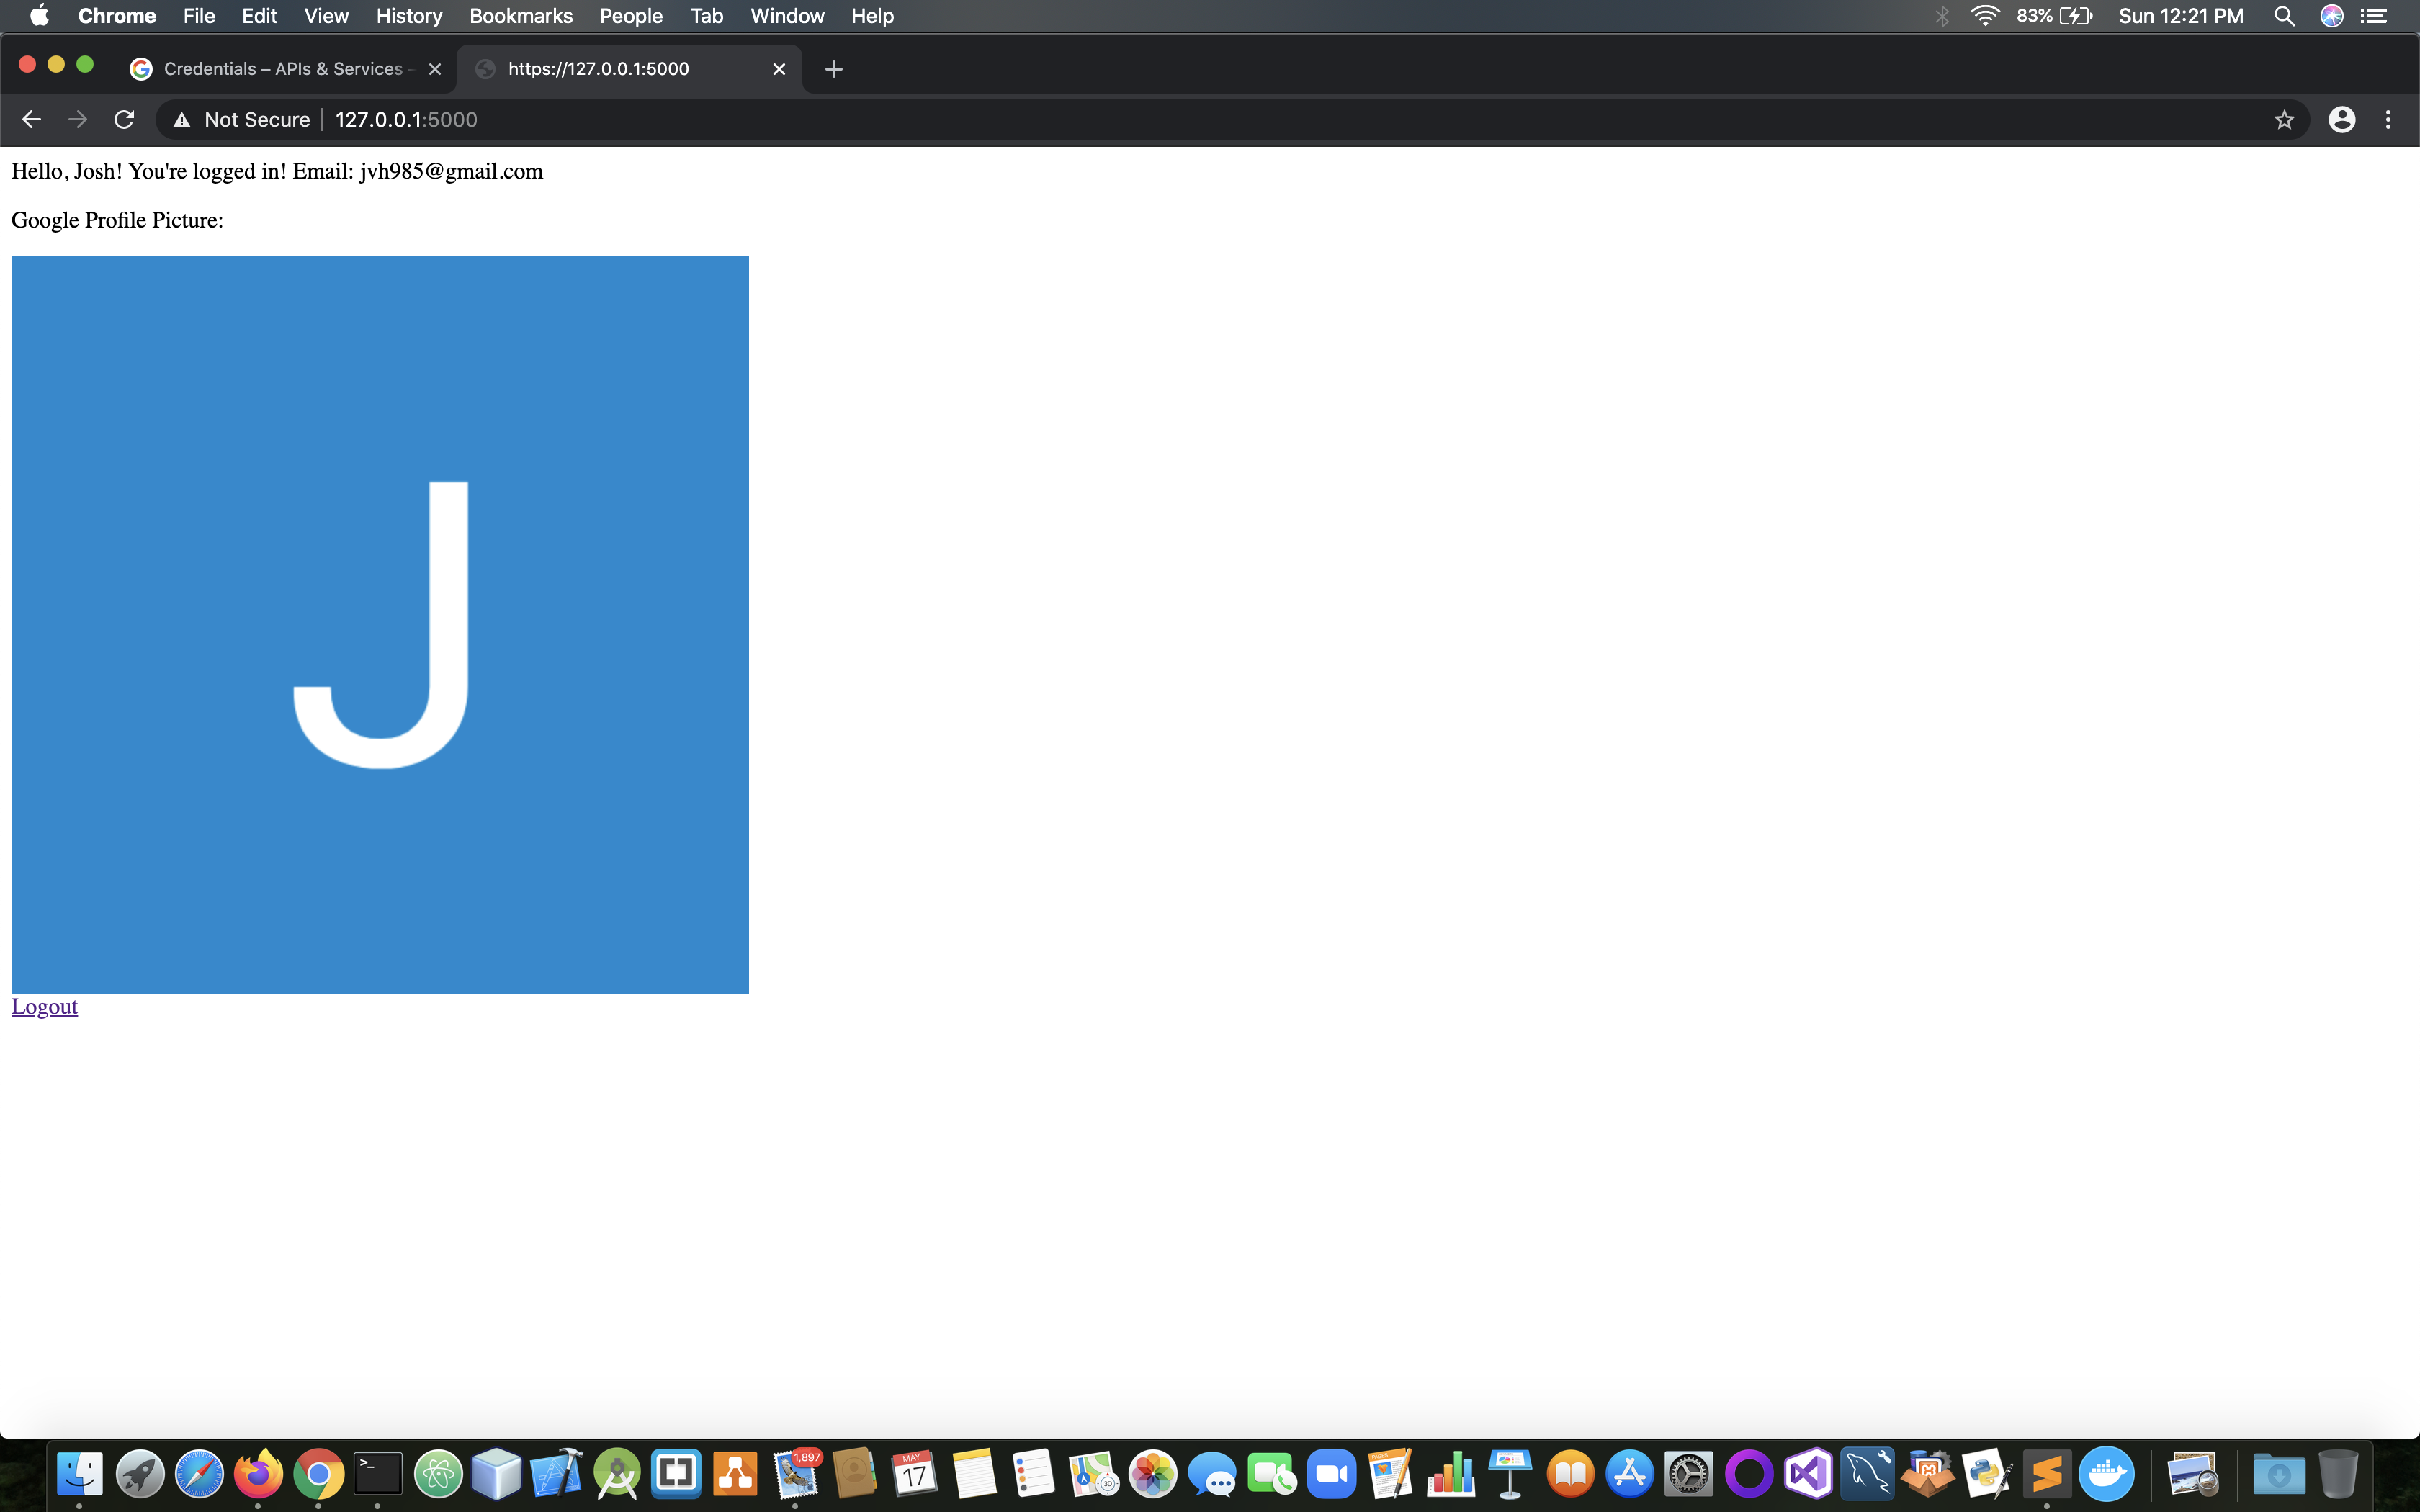 Chrome File Edit View History Bookmarks People Tab Window Help 83% Sun 12:21 PM
Credentials – APIs & Services - https://127.0.0.1:5000
Not Secure 127.0.0.1:5000
Hello, Josh! You're logged in! Email: jvh985@gmail.com
Google Profile Picture:
J
Logout
1,897
MAY
17
3D